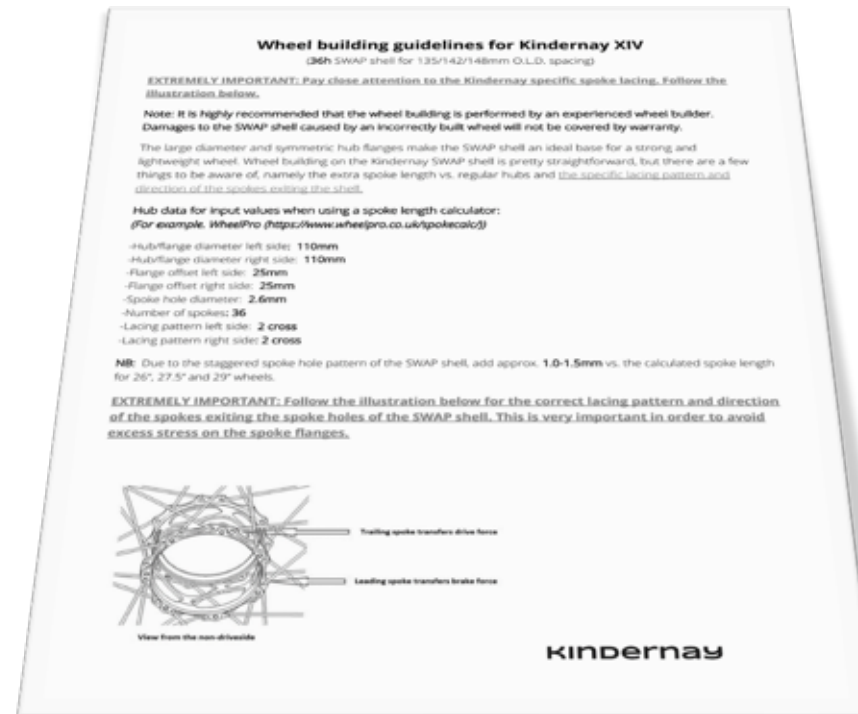 Wheel building guidelines for Kindernay XIV
(36h SWAP shell for 135/142/148mm O.L.D. spacing)
EXTREMELY IMPORTANT: Pay close attention to the Kindernay specific spoke lacing. Follow the
illustration below.
Note: It is highly recommended that the wheel building is performed by an experienced wheel builder.
Damages to the SWAP shell caused by an incorrectly built wheel will not be covered by warranty.
The large diameter and symmetric hub flanges make the SWAP shell an ideal base for a strong and
lightweight wheel. Wheel building on the Kindernay SWAP shell is pretty straightforward, but there are a few
things to be aware of, namely the extra spoke length vs. regular hubs and the specific lacing pattern and
direction of the spokes exiting the shell.
Hub data for input values when using a spoke length calculator:
(For example. WheelPro (https://www.wheelpro.co.uk/spokecalc/))
-Hub/flange diameter left side: 110mm
-Hub/flange diameter right side: 110mm
-Flange offset left side: 25mm
-Flange offset right side: 25mm
-Spoke hole diameter: 2.6mm
-Number of spokes: 36
-Lacing pattern left side: 2 cross
-Lacing pattern right side: 2 cross
NB: Due to the staggered spoke hole pattern of the SWAP shell, add approx. 1.0-1.5mm vs. the calculated spoke length
for 26", 27.5" and 29" wheels.
EXTREMELY IMPORTANT: Follow the illustration below for the correct lacing pattern and direction
of the spokes exiting the spoke holes of the SWAP shell. This is very important in order to avoid
excess stress on the spoke flanges.
Trailing spoke transfers drive force
Leading spoke transfers brake force
View from the non-driveside
KINDERNAY